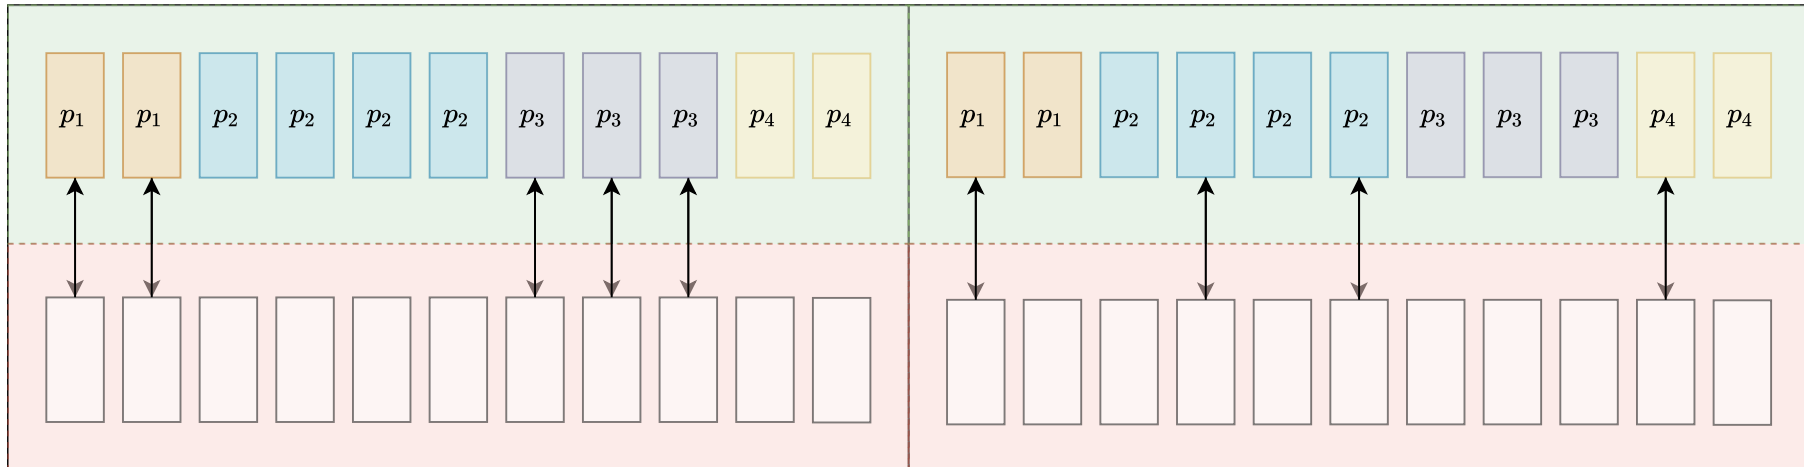 p₁ p₁ p₂ p₂ p₂ p₂ p₃ p₃ p₃ p₄ p₄ p₁ p₁ p₂ p₂ p₂ p₂ p₃ p₃ p₃ p₄ p₄